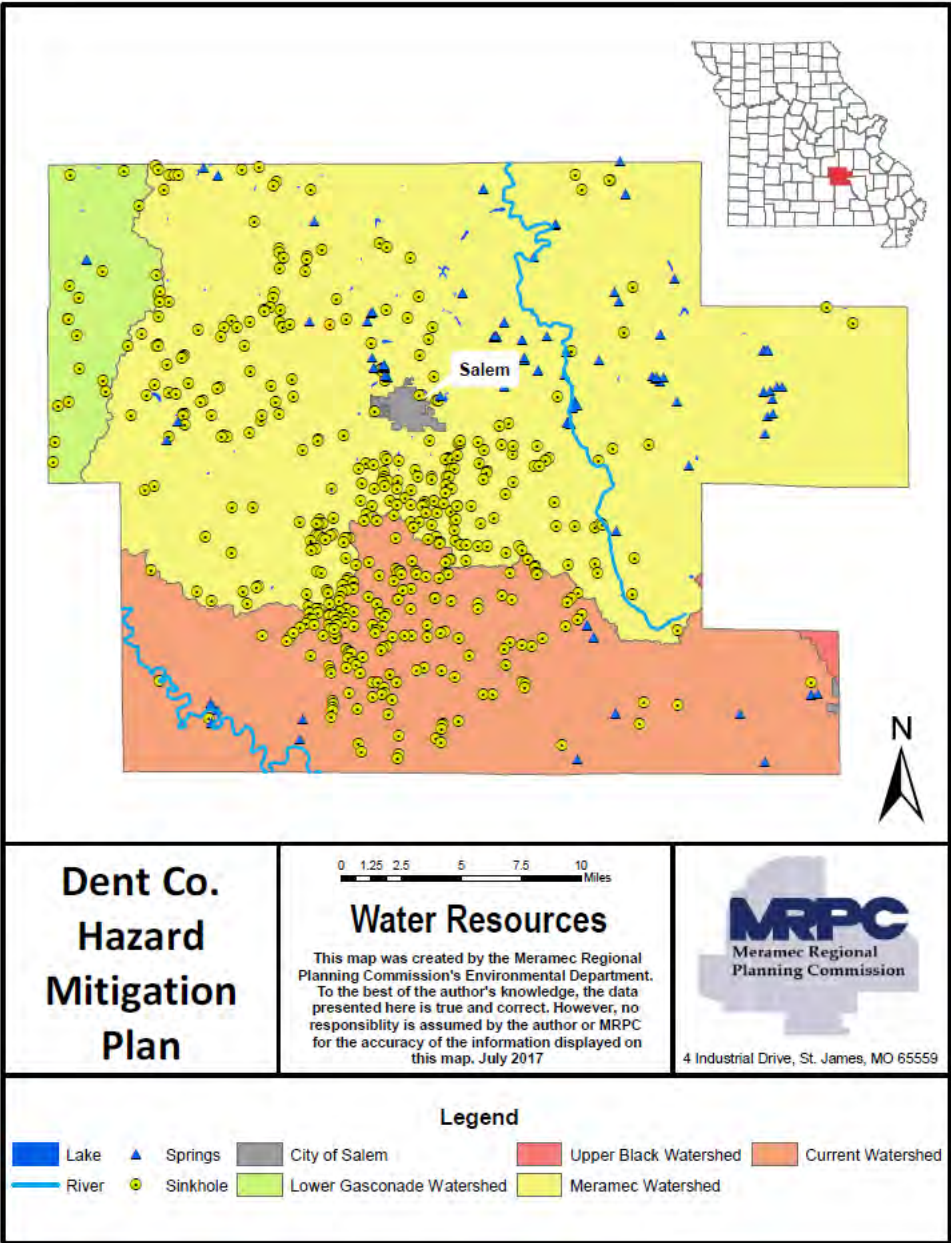 Salem
N
Dent Co.
Hazard
Mitigation
Plan
0 1.25 2.5 5 7.5 10
Miles
Water Resources
This map was created by the Meramec Regional
Planning Commission's Environmental Department.
To the best of the author's knowledge, the data
presented here is true and correct. However, no
responsiblity is assumed by the author or MRPC
for the accuracy of the information displayed on
this map. July 2017
MRPC
Meramec Regional
Planning Commission
4 Industrial Drive, St. James, MO 65559
Legend
Lake Springs City of Salem Upper Black Watershed Current Watershed
River Sinkhole Lower Gasconade Watershed Meramec Watershed